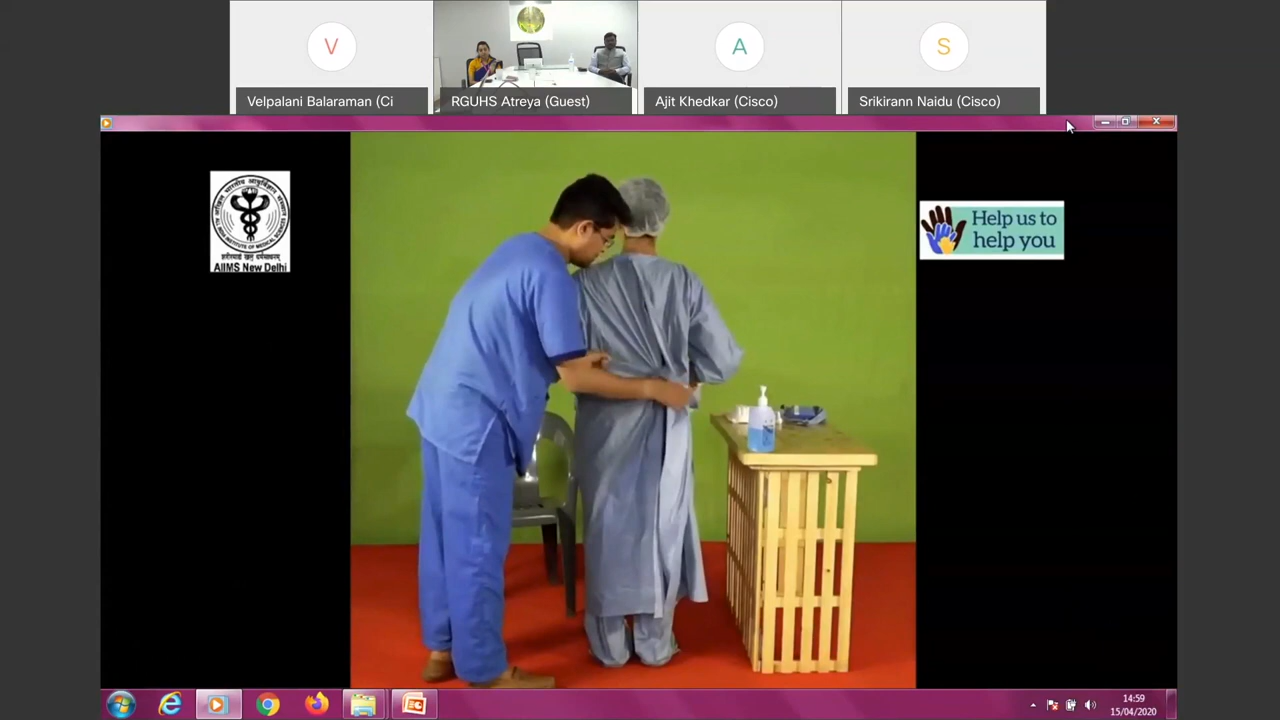 V
A
S
Velpalani Balaraman (Ci
RGUHS Atreya (Guest)
Ajit Khedkar (Cisco)
Srikirann Naidu (Cisco)
AIIMS New Delhi
Help us to
help you
14:59
15/04/2020